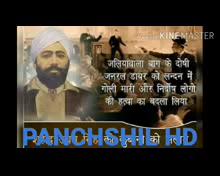 KINEMASTER
जलियांवाला बाग के दोषी
जनरल डायर को लन्दन में
गोली मारी और निर्दोष लोगो
की हत्या का बदला लिया
PANCHSHIL HD